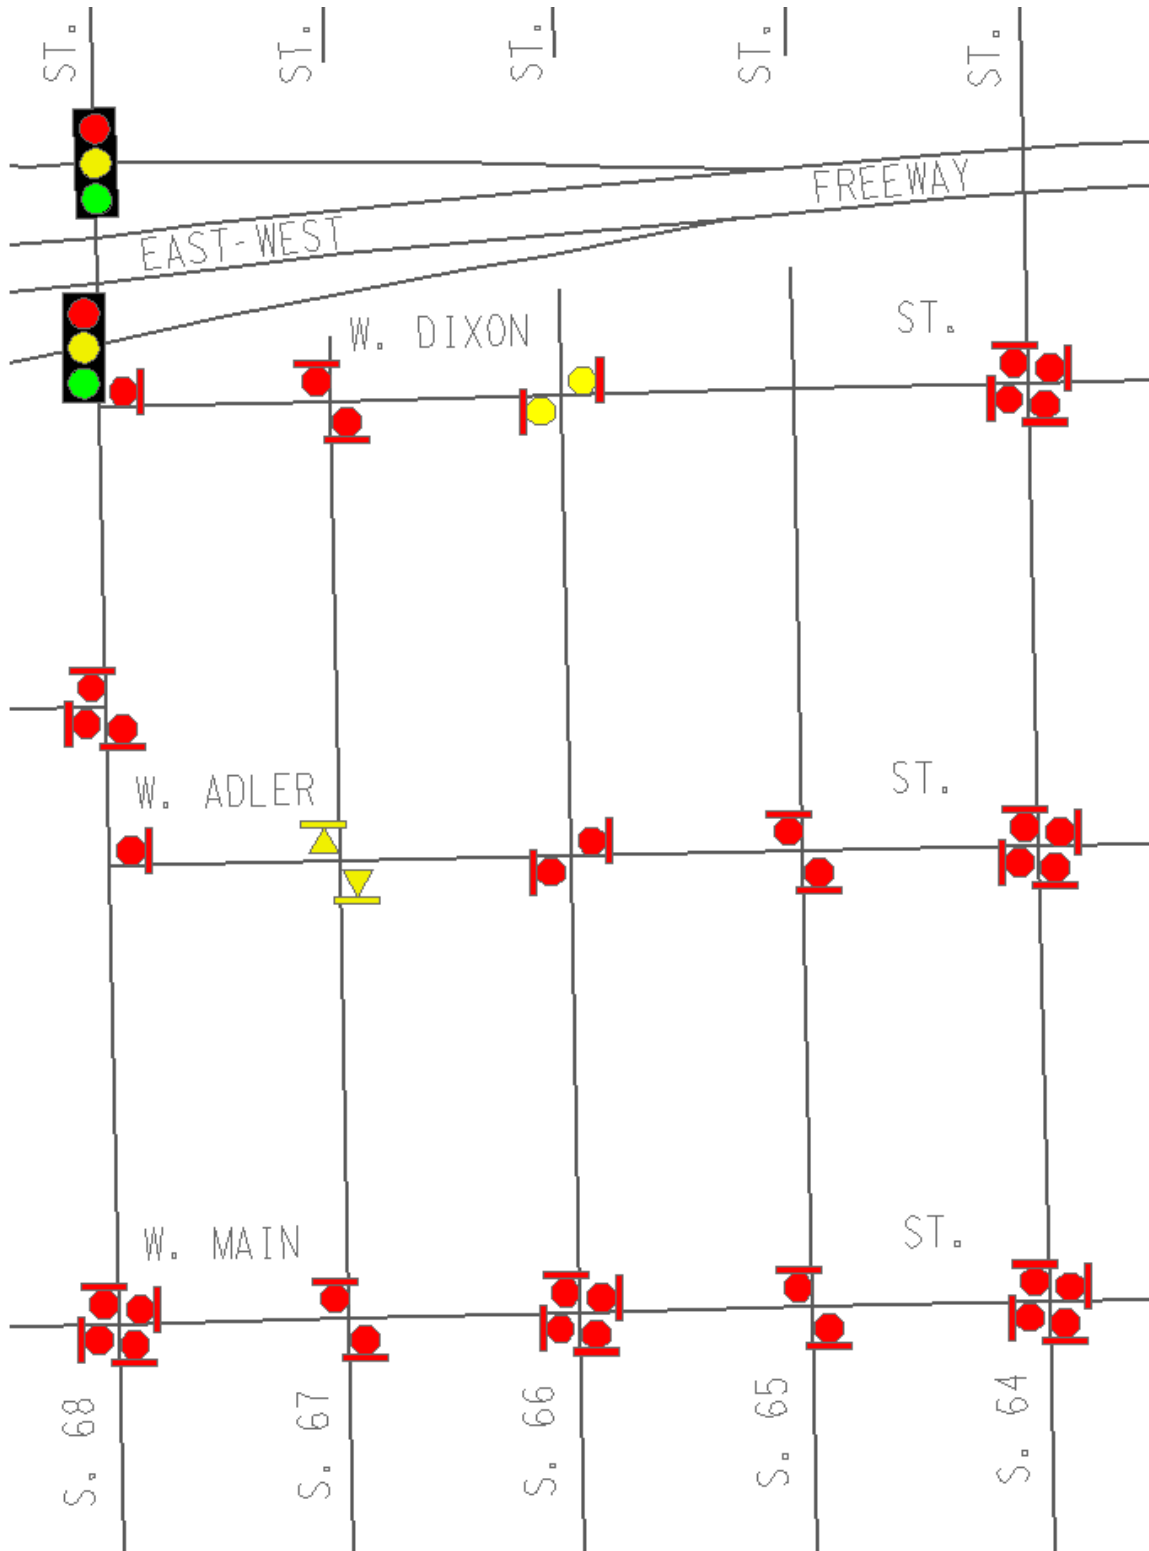 ST. ST. ST. ST. ST.
FREEWAY
EAST-WEST
W. DIXON ST.
W. ADLER ST.
W. MAIN ST.
S. 68
S. 67
S. 66
S. 65
S. 64